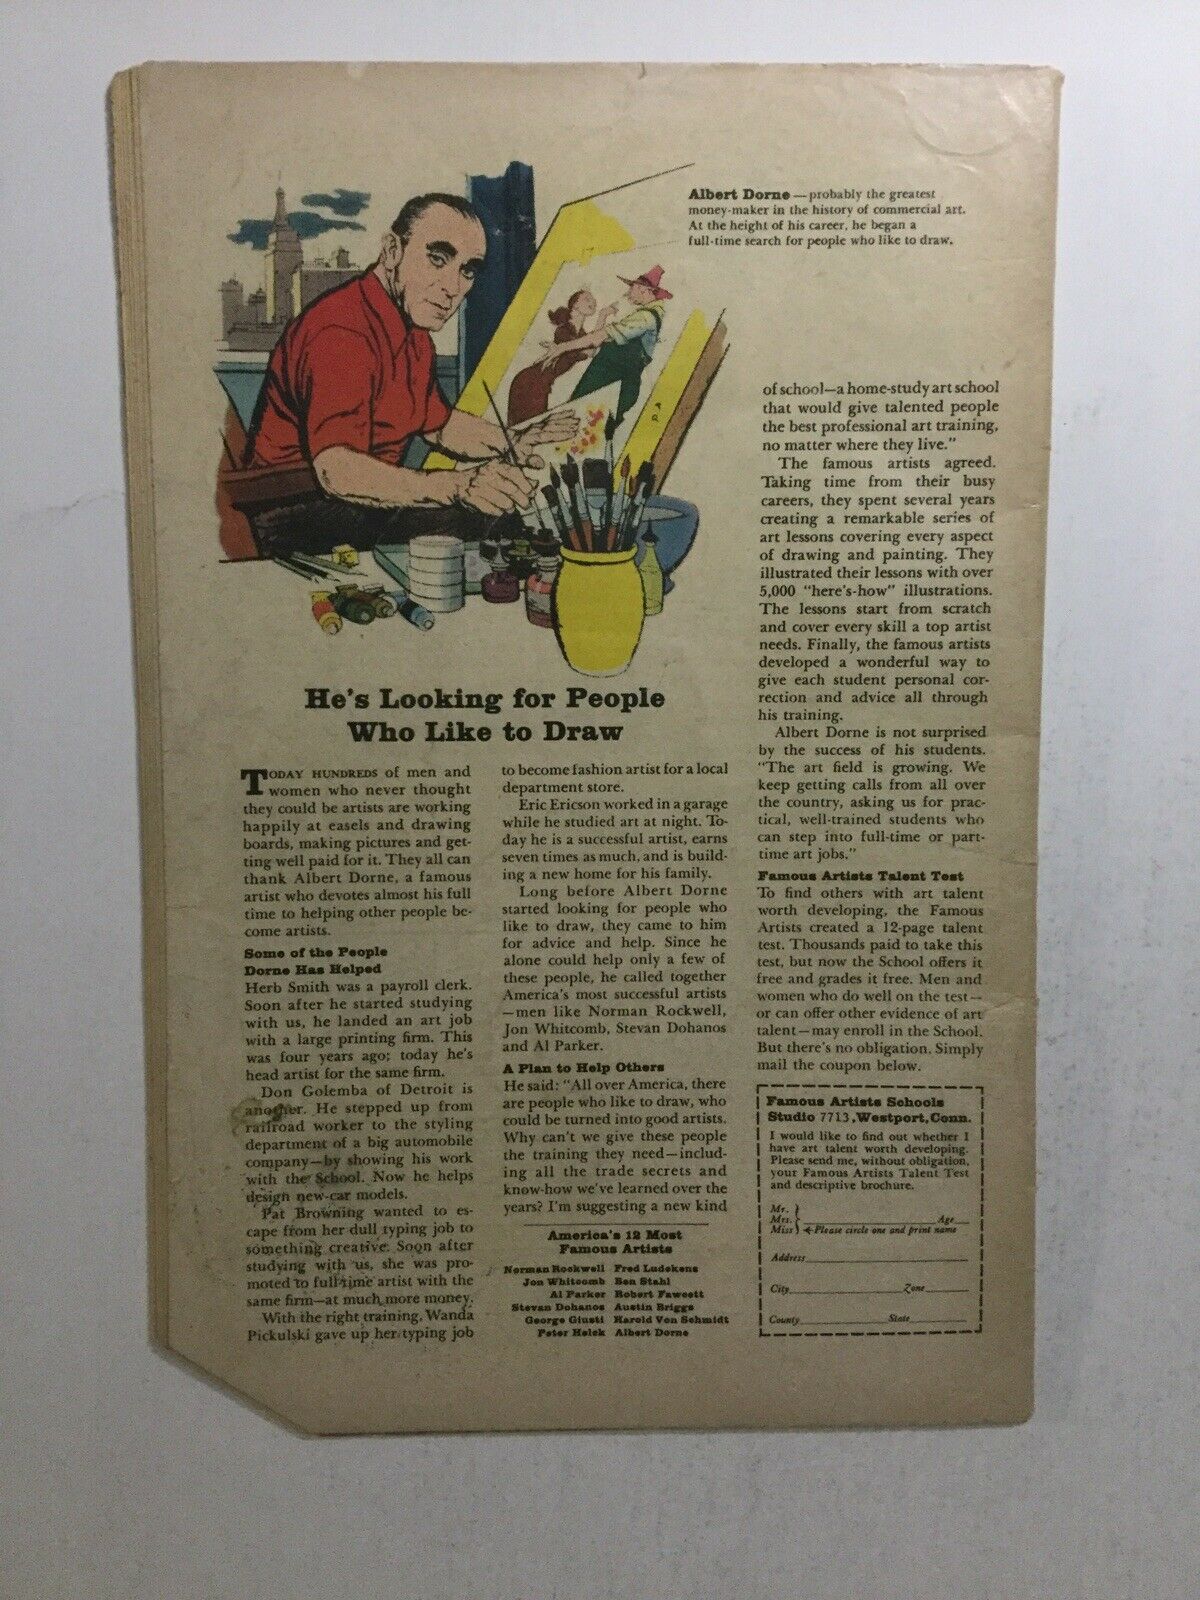 Albert Dorne — probably the greatest
money-maker in the history of commercial art.
At the height of his career, he began a
full-time search for people who like to draw.
He's Looking for People
Who Like to Draw
TODAY HUNDREDS of men and
women who never thought
they could be artists are working
happily at easels and drawing
boards, making pictures and get-
ting well paid for it. They all can
thank Albert Dorne, a famous
artist who devotes almost his full
time to helping other people be-
come artists.
Some of the People
Dorne Has Helped
Herb Smith was a payroll clerk.
Soon after he started studying
with us, he landed an art job
with a large printing firm. This
was four years ago; today he's
head artist for the same firm.
Don Golemba of Detroit is
another. He stepped up from
railroad worker to the styling
department of a big automobile
company—by showing his work
with the School. Now he helps
design new-car models.
Pat Browning wanted to es-
cape from her dull typing job to
something creative. Soon after
studying with us, she was pro-
moted to full-time artist with the
same firm—at much more money.
With the right training, Wanda
Pickulski gave up her typing job
to become fashion artist for a local
department store.
Eric Ericson worked in a garage
while he studied art at night. To-
day he is a successful artist, earns
seven times as much, and is build-
ing a new home for his family.
Long before Albert Dorne
started looking for people who
like to draw, they came to him
for advice and help. Since he
alone could help only a few of
these people, he called together
America's most successful artists
—men like Norman Rockwell,
Jon Whitcomb, Stevan Dohanos
and Al Parker.
A Plan to Help Others
He said: "All over America, there
are people who like to draw, who
could be turned into good artists.
Why can't we give these people
the training they need—includ-
ing all the trade secrets and
know-how we've learned over the
years? I'm suggesting a new kind
America's 12 Most
Famous Artists
Norman Rockwell Fred Ludekens
Jon Whitcomb Ben Stahl
Al Parker Robert Fawcett
Stevan Dohanos Austin Briggs
George Giusti Harold Von Schmidt
Peter Helck Albert Dorne
of school—a home-study art school
that would give talented people
the best professional art training,
no matter where they live."
The famous artists agreed.
Taking time from their busy
careers, they spent several years
creating a remarkable series of
art lessons covering every aspect
of drawing and painting. They
illustrated their lessons with over
5,000 "here's-how" illustrations.
The lessons start from scratch
and cover every skill a top artist
needs. Finally, the famous artists
developed a wonderful way to
give each student personal cor-
rection and advice all through
his training.
Albert Dorne is not surprised
by the success of his students.
"The art field is growing. We
keep getting calls from all over
the country, asking us for prac-
tical, well-trained students who
can step into full-time or part-
time art jobs."
Famous Artists Talent Test
To find others with art talent
worth developing, the Famous
Artists created a 12-page talent
test. Thousands paid to take this
test, but now the School offers it
free and grades it free. Men and
women who do well on the test—
or can offer other evidence of art
talent—may enroll in the School.
But there's no obligation. Simply
mail the coupon below.
Famous Artists Schools
Studio 7713, Westport, Conn.
I would like to find out whether I
have art talent worth developing.
Please send me, without obligation,
your Famous Artists Talent Test
and descriptive brochure.
Mr.
Mrs. Age
Miss Please circle one and print name
Address
City Zone
County State